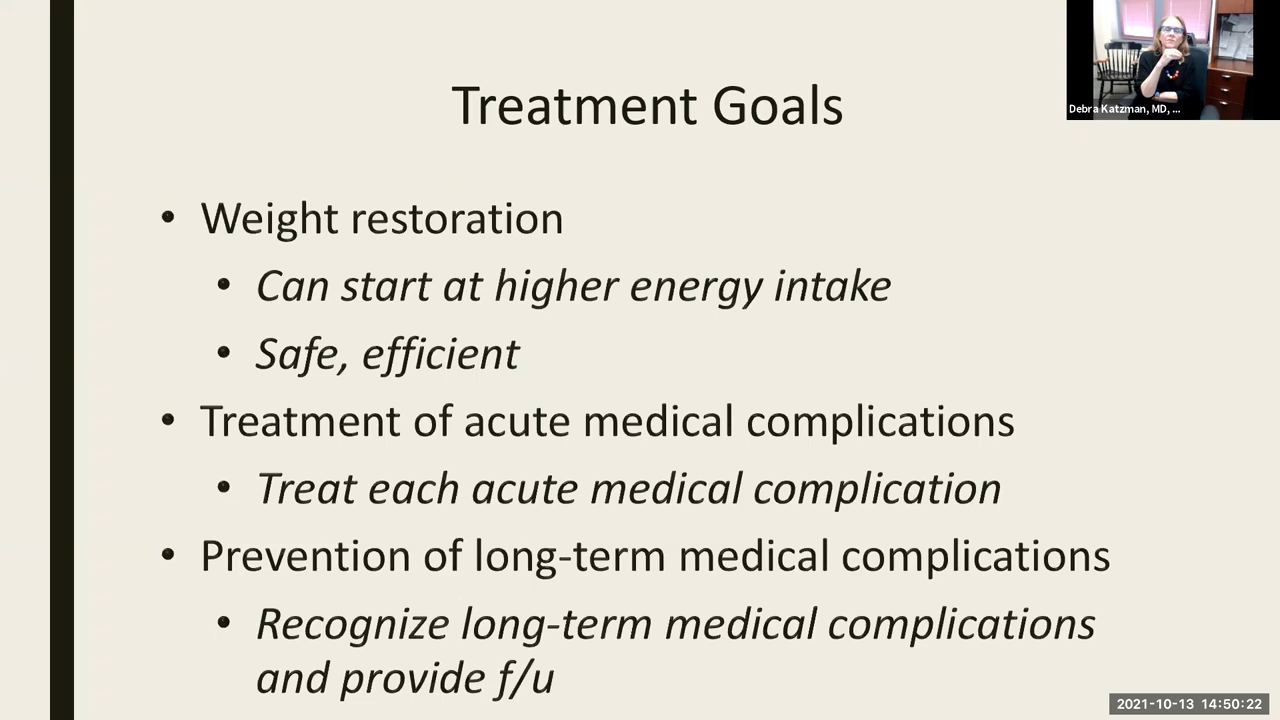 Treatment Goals
Debra Katzman, MD, ...
• Weight restoration
• Can start at higher energy intake
• Safe, efficient
• Treatment of acute medical complications
• Treat each acute medical complication
• Prevention of long-term medical complications
• Recognize long-term medical complications
and provide f/u
2021-10-13 14:50:22